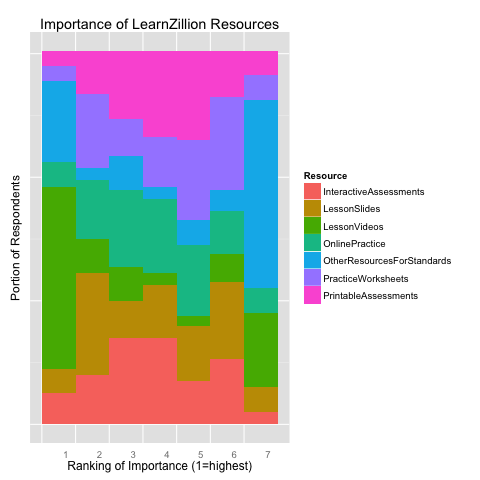 Importance of LearnZillion Resources
Portion of Respondents
Resource
InteractiveAssessments
LessonSlides
LessonVideos
OnlinePractice
OtherResourcesForStandards
PracticeWorksheets
PrintableAssessments
1 2 3 4 5 6 7
Ranking of Importance (1=highest)